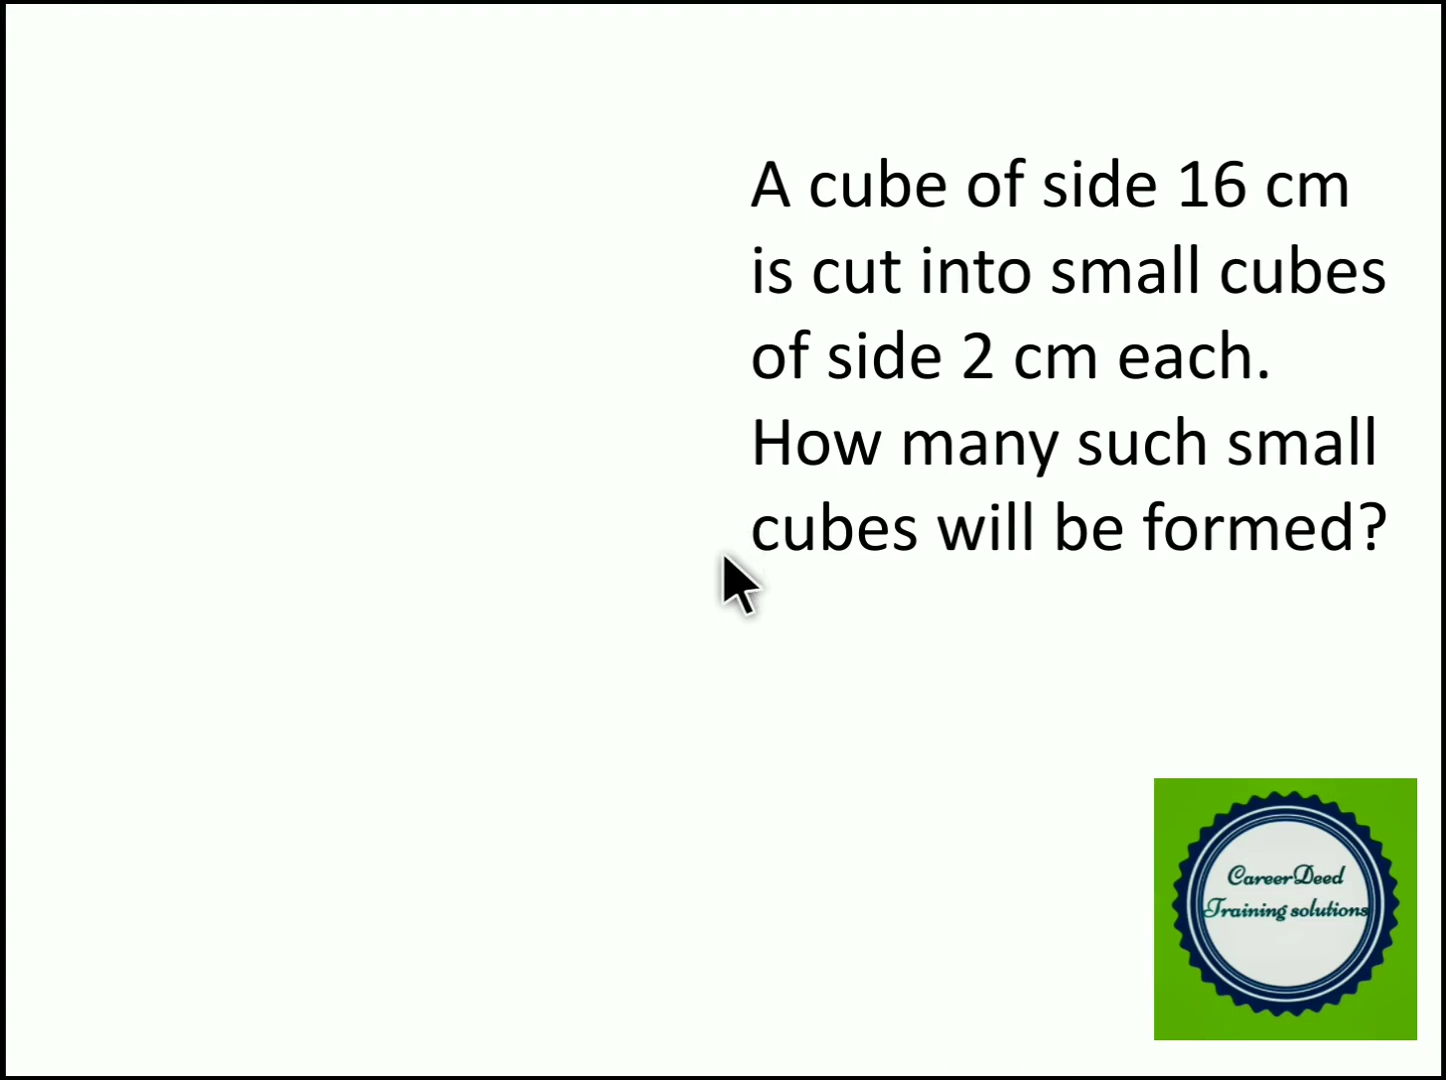 A cube of side 16 cm
is cut into small cubes
of side 2 cm each.
How many such small
cubes will be formed?
CareerDeed
Training solutions